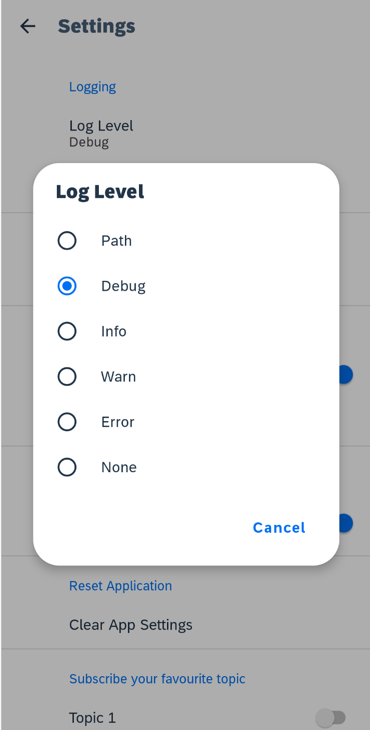 Settings
Logging
Log Level
Debug
Log Level
Path
Debug
Info
Warn
Error
None
Cancel
Reset Application
Clear App Settings
Subscribe your favourite topic
Topic 1